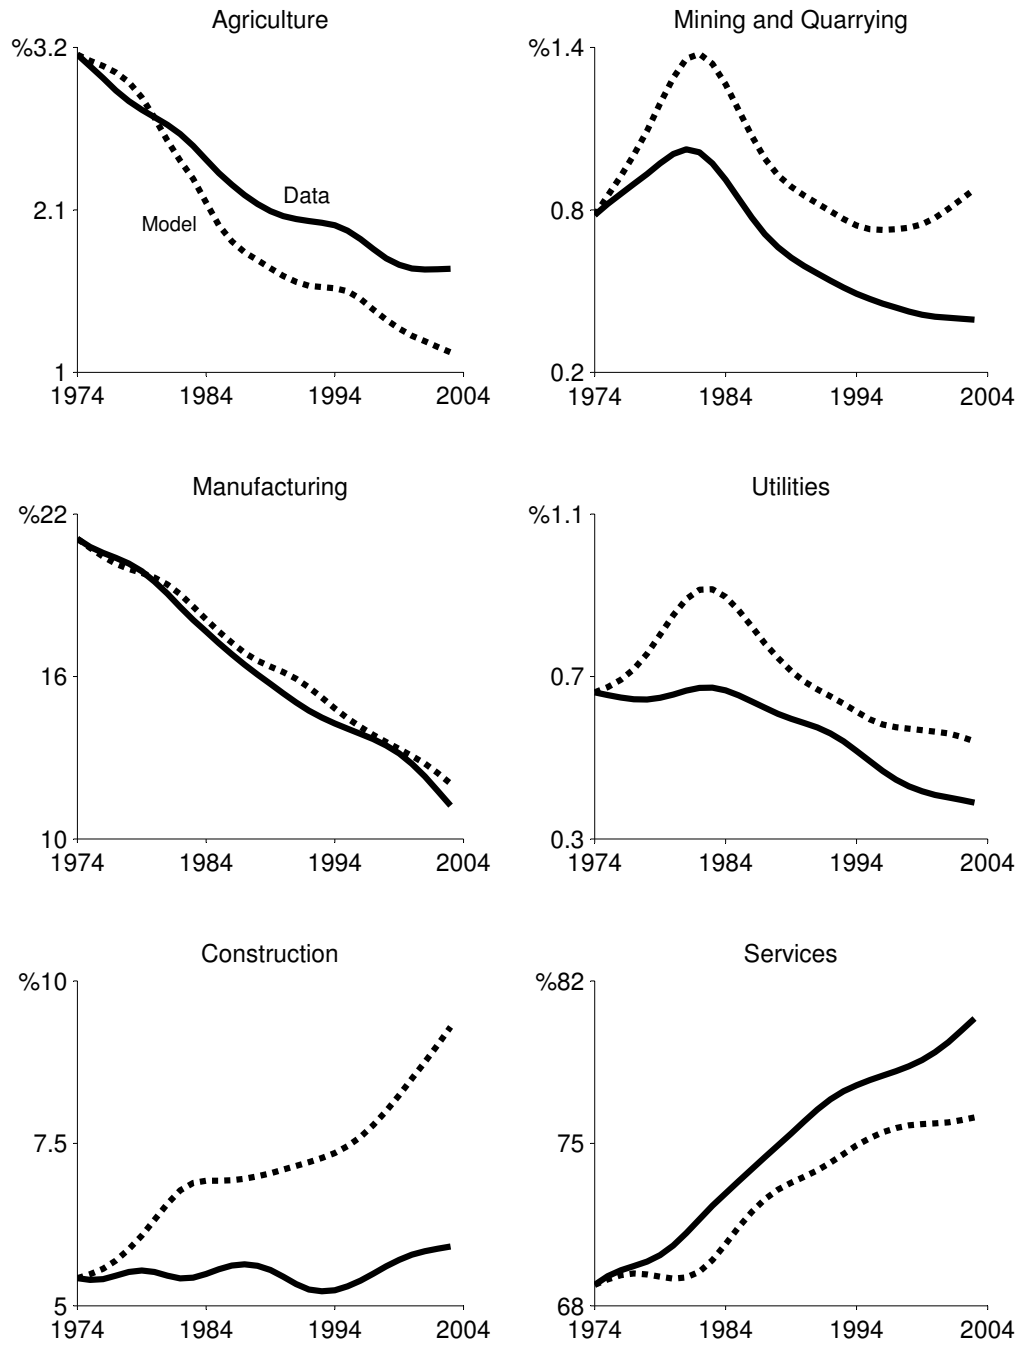 Agriculture
%3.2
2.1
1
Data
Model
1974 1984 1994 2004
Mining and Quarrying
%1.4
0.8
0.2
1974 1984 1994 2004
Manufacturing
%22
16
10
1974 1984 1994 2004
Utilities
%1.1
0.7
0.3
1974 1984 1994 2004
Construction
%10
7.5
5
1974 1984 1994 2004
Services
%82
75
68
1974 1984 1994 2004